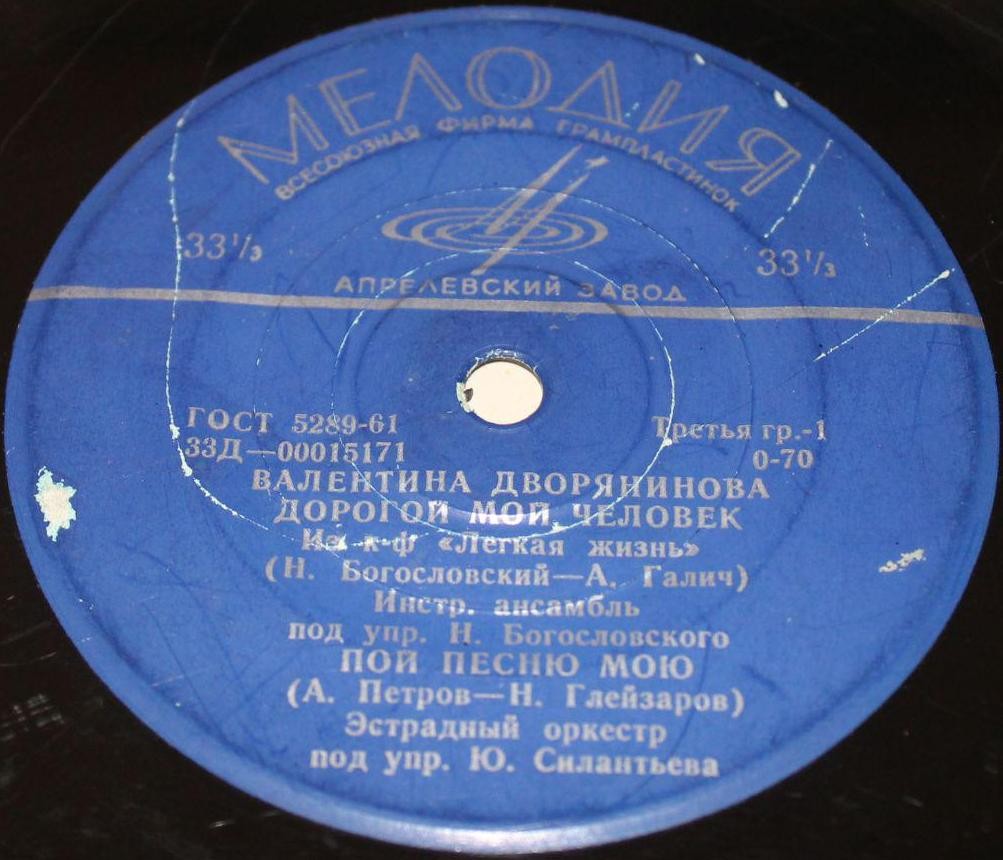 МЕЛОДИЯ
ВСЕСОЮЗНАЯ ФИРМА ГРАМПЛАСТИНОК
33⅓ 33⅓
АПРЕЛЕВСКИЙ ЗАВОД
ГОСТ 5289-61 Третья гр.-1
33Д—00015171 0-70
ВАЛЕНТИНА ДВОРЯНИНОВА
ДОРОГОЙ МОЙ ЧЕЛОВЕК
Из к-ф «Легкая жизнь»
(Н. Богословский—А. Галич)
Инстр. ансамбль
под упр. Н. Богословского
ПОЙ ПЕСНЮ МОЮ
(А. Петров—Н. Глейзаров)
Эстрадный оркестр
под упр. Ю. Силантьева